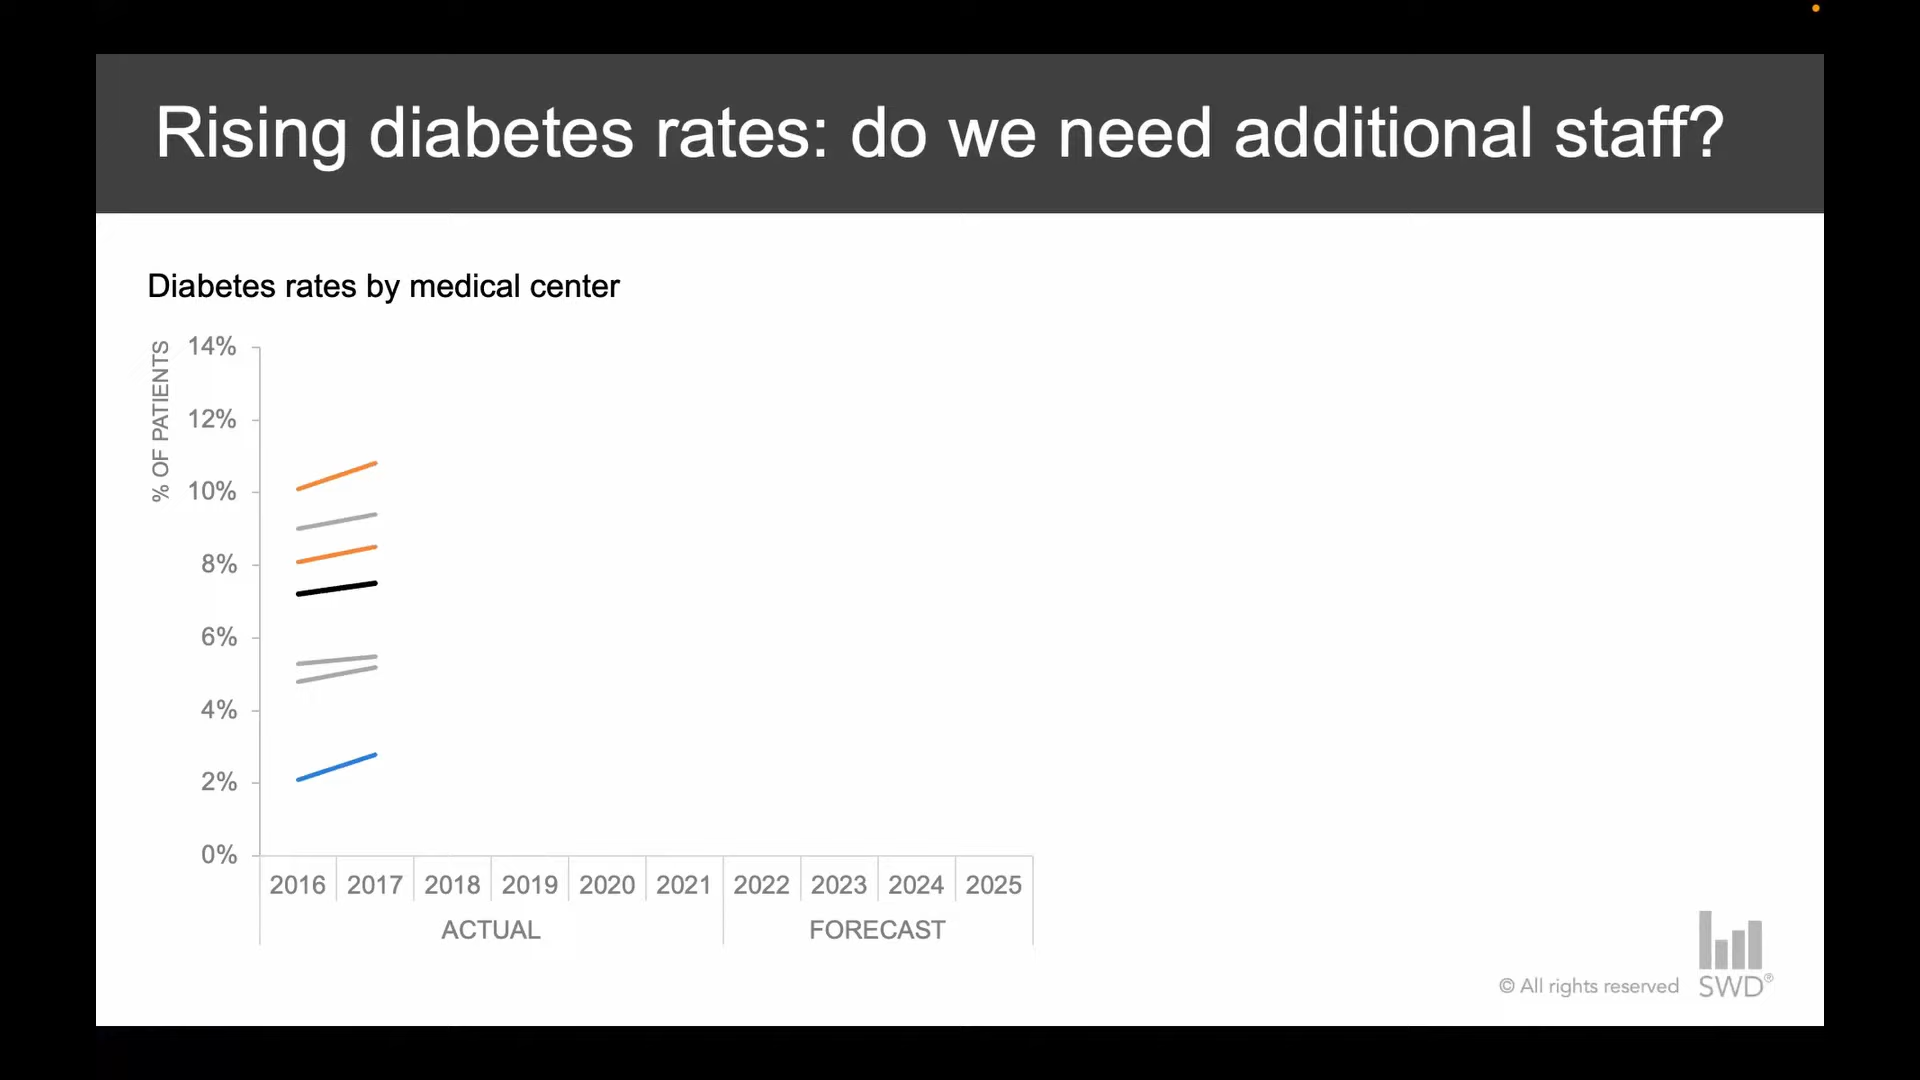 Rising diabetes rates: do we need additional staff?
Diabetes rates by medical center
% OF PATIENTS
14%
12%
10%
8%
6%
4%
2%
0%
2016 2017 2018 2019 2020 2021 2022 2023 2024 2025
ACTUAL FORECAST
© All rights reserved SWD®